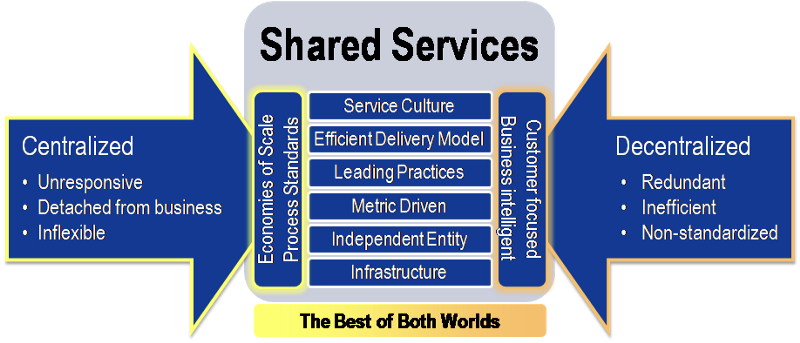 Shared Services
Centralized
• Unresponsive
• Detached from business
• Inflexible
Economies of Scale
Process Standards
Service Culture
Efficient Delivery Model
Leading Practices
Metric Driven
Independent Entity
Infrastructure
Customer focused
Business intelligent
Decentralized
• Redundant
• Inefficient
• Non-standardized
The Best of Both Worlds